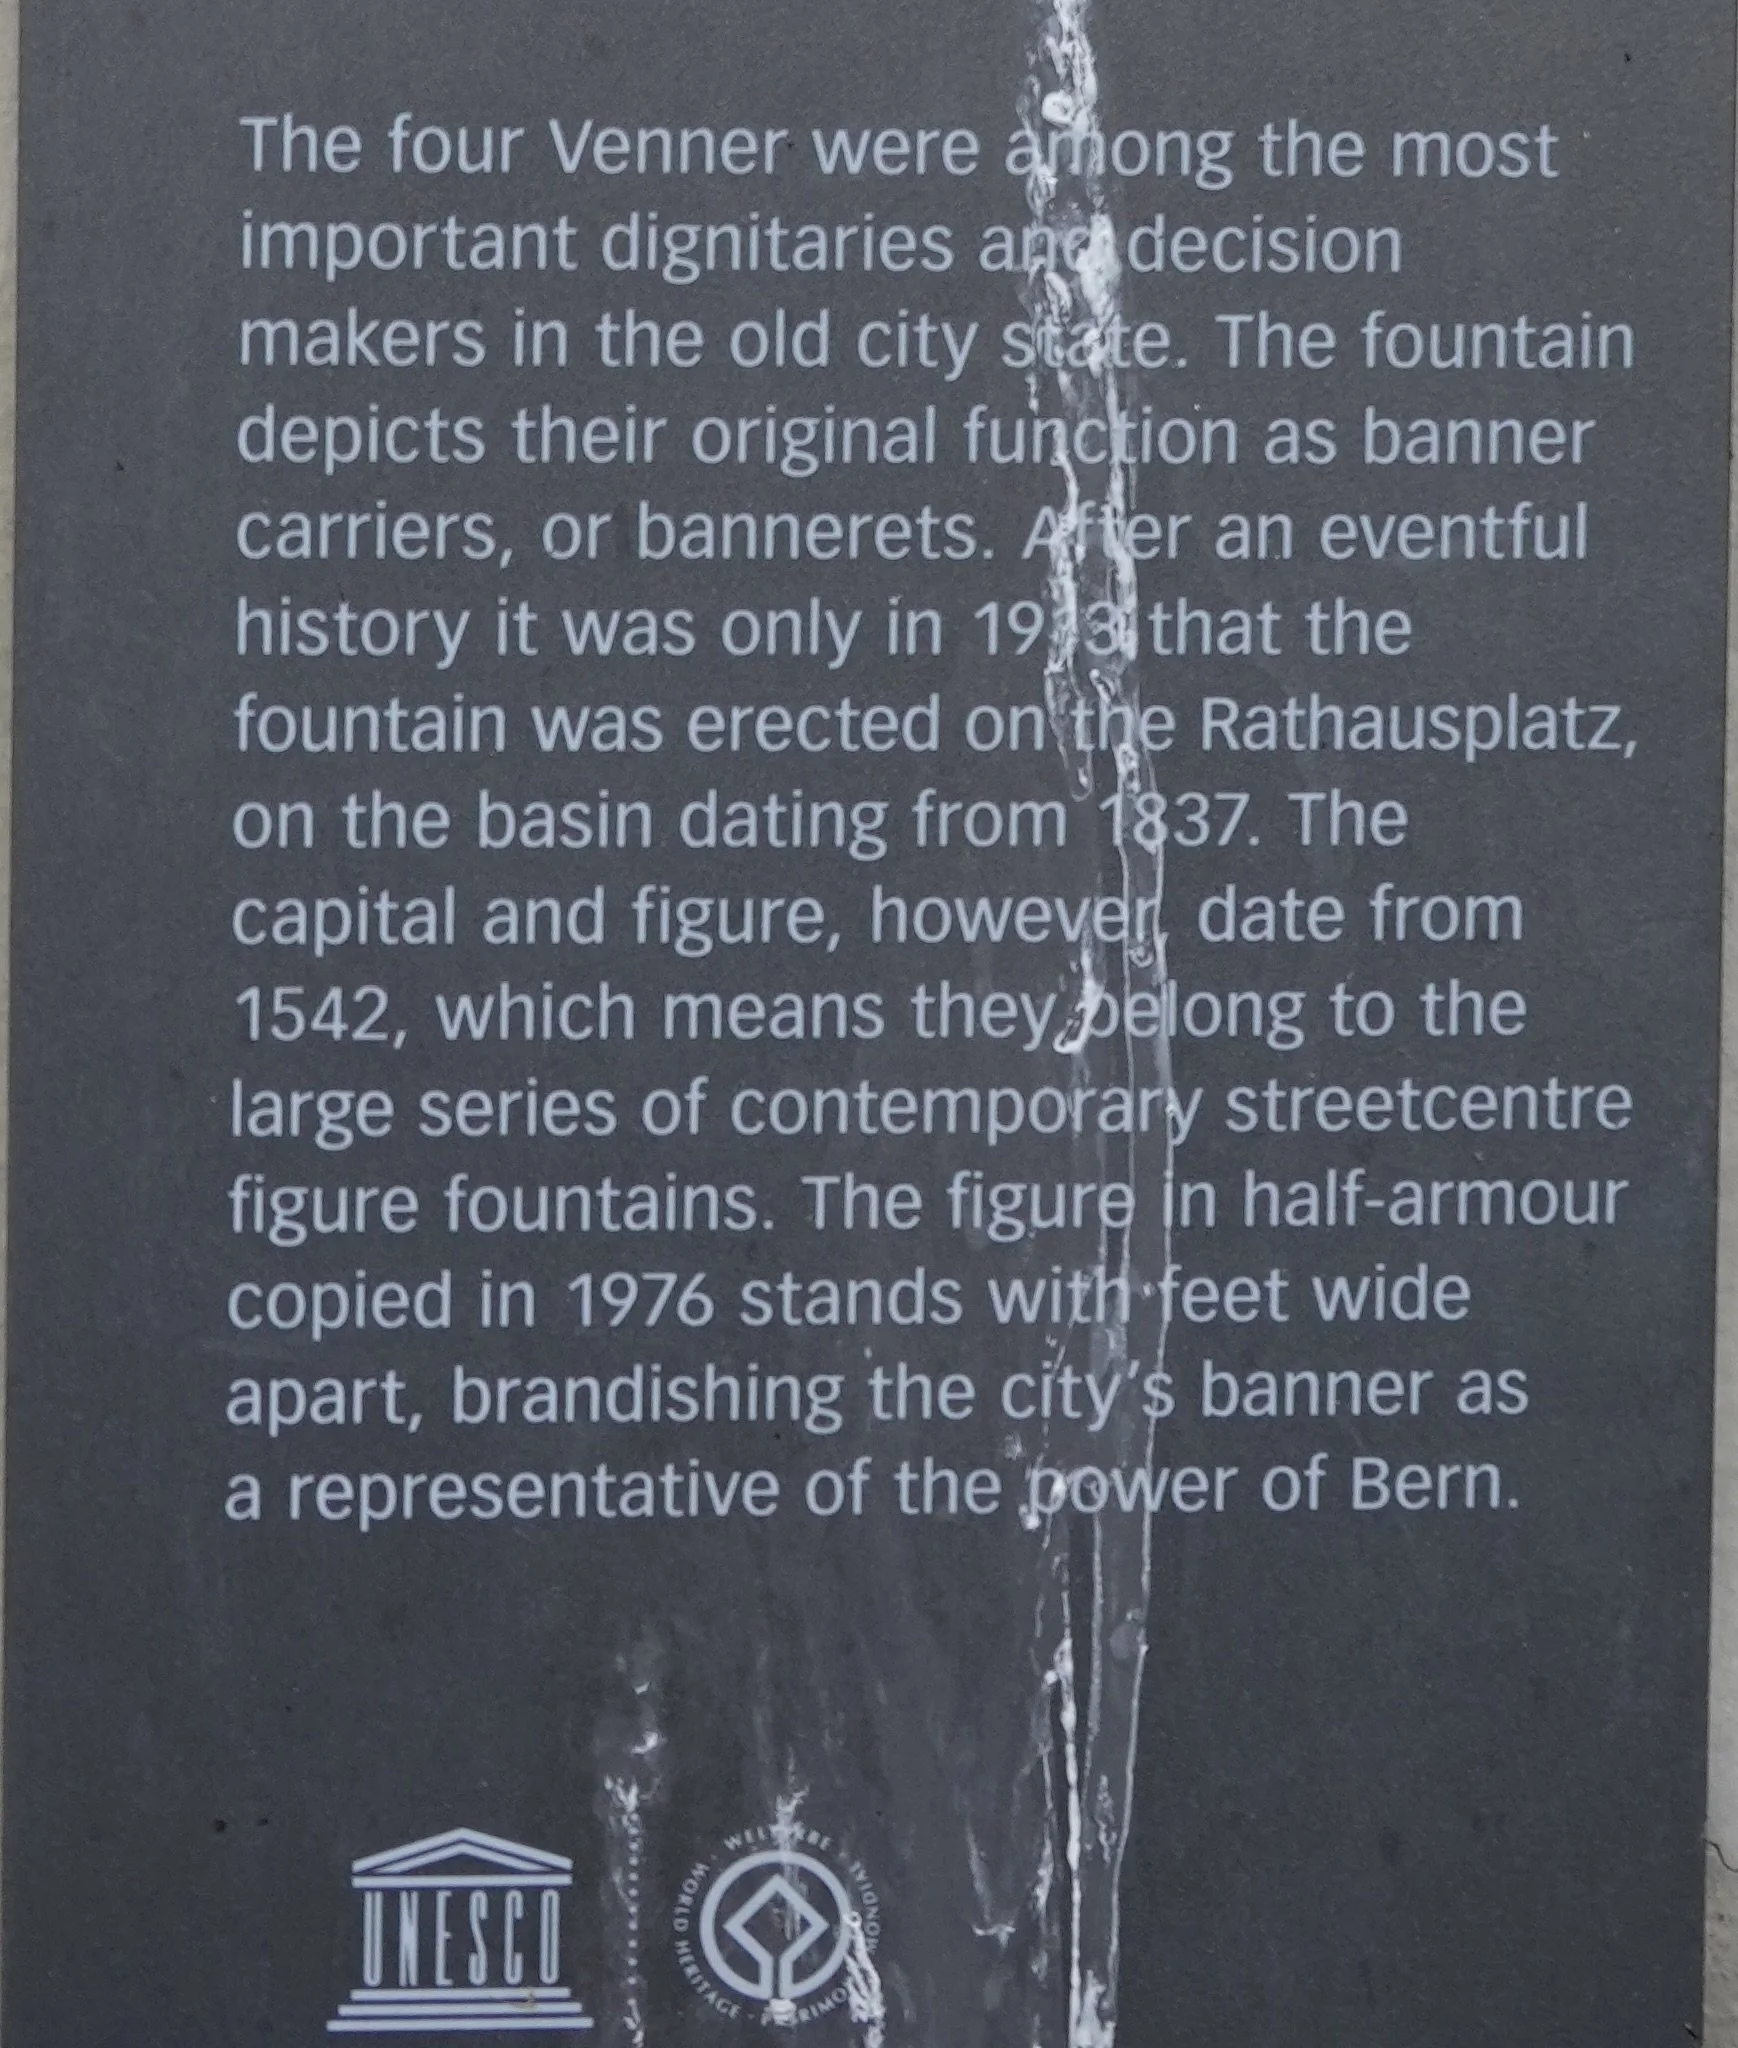 The four Venner were among the most
important dignitaries and decision
makers in the old city state. The fountain
depicts their original function as banner
carriers, or bannerets. After an eventful
history it was only in 1913 that the
fountain was erected on the Rathausplatz,
on the basin dating from 1837. The
capital and figure, however, date from
1542, which means they belong to the
large series of contemporary streetcentre
figure fountains. The figure in half-armour
copied in 1976 stands with feet wide
apart, brandishing the city's banner as
a representative of the power of Bern.
UNESCO
WORLD HERITAGE